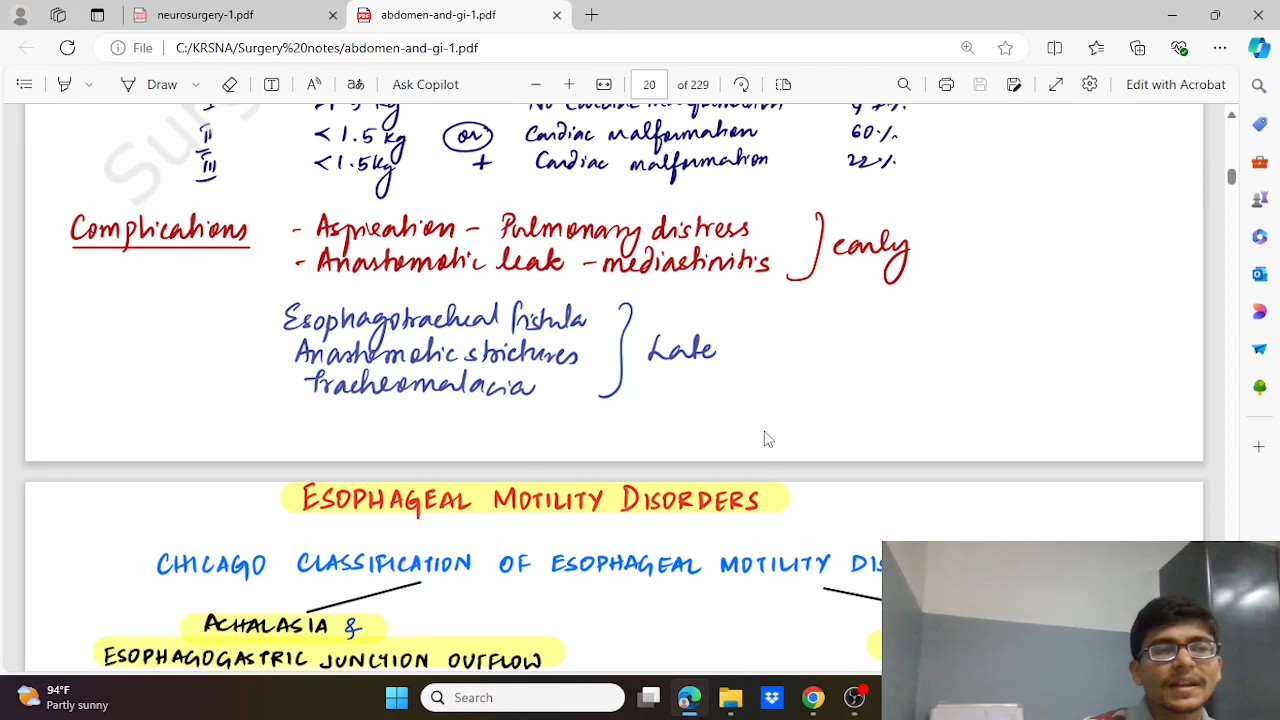 neurosurgery-1.pdf
abdomen-and-gi-1.pdf
File C:/KRSNA/Surgery%20notes/abdomen-and-gi-1.pdf
Draw Ask Copilot 20 of 229 Edit with Acrobat
II < 1.5 kg or Cardiac malformation 60%
III < 1.5kg + Cardiac malformation 22%
Complications - Aspiration - Pulmonary distress
- Anastomotic leak - mediastinitis } early
Esophagotracheal fistula
Anastomotic strictures } Late
Tracheomalacia
ESOPHAGEAL MOTILITY DISORDERS
CHICAGO CLASSIFICATION OF ESOPHAGEAL MOTILITY DIS
ACHALASIA &
ESOPHAGOGASTRIC JUNCTION OUTFLOW
94°F
Partly sunny
Search